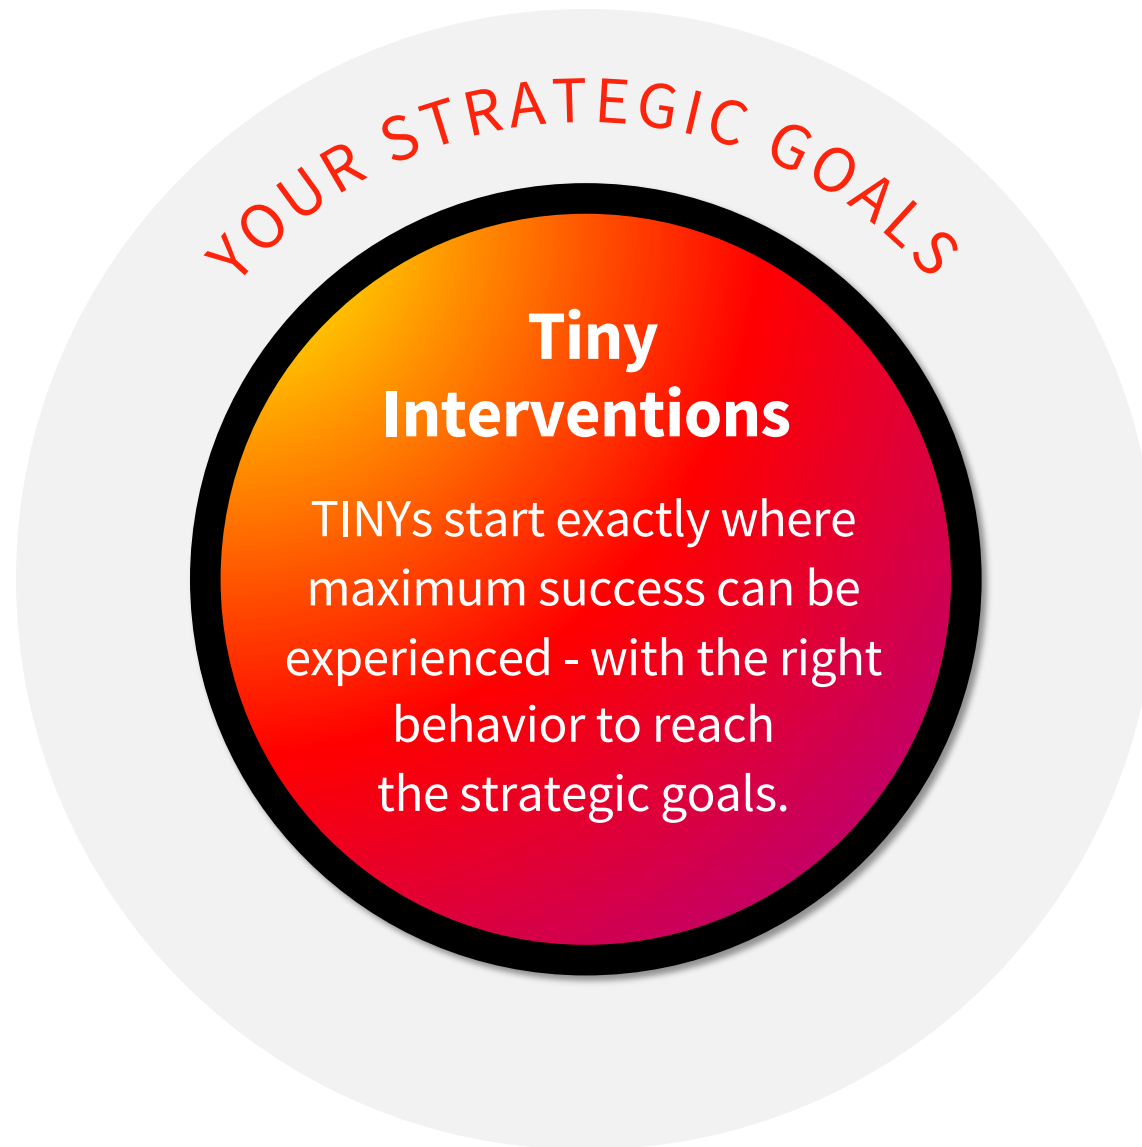 YOUR STRATEGIC GOALS
Tiny
Interventions
TINYs start exactly where
maximum success can be
experienced - with the right
behavior to reach
the strategic goals.